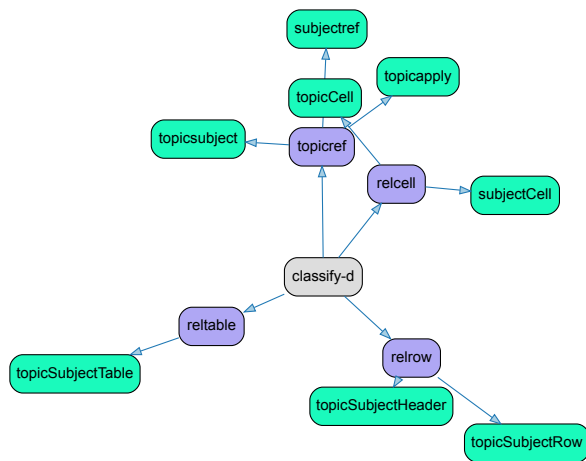 subjectref
topicapply
topicCell
topicsubject
topicref
relcell
subjectCell
classify-d
reltable
relrow
topicSubjectTable
topicSubjectHeader
topicSubjectRow